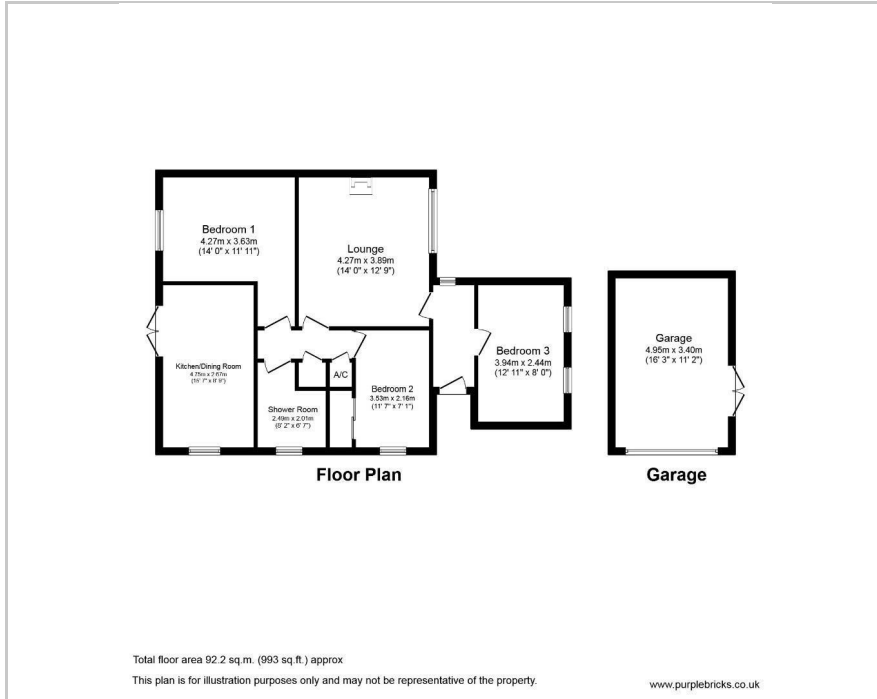 Bedroom 1
4.27m x 3.63m
(14' 0" x 11' 11")
Lounge
4.27m x 3.89m
(14' 0" x 12' 9")
Kitchen/Dining Room
4.75m x 2.67m
(15' 7" x 8' 9")
A/C
Shower Room
2.49m x 2.01m
(8' 2" x 6' 7")
Bedroom 2
3.53m x 2.16m
(11' 7" x 7' 1")
Bedroom 3
3.94m x 2.44m
(12' 11" x 8' 0")
Garage
4.95m x 3.40m
(16' 3" x 11' 2")
Floor Plan
Garage
Total floor area 92.2 sq.m. (993 sq.ft.) approx
This plan is for illustration purposes only and may not be representative of the property.
www.purplebricks.co.uk